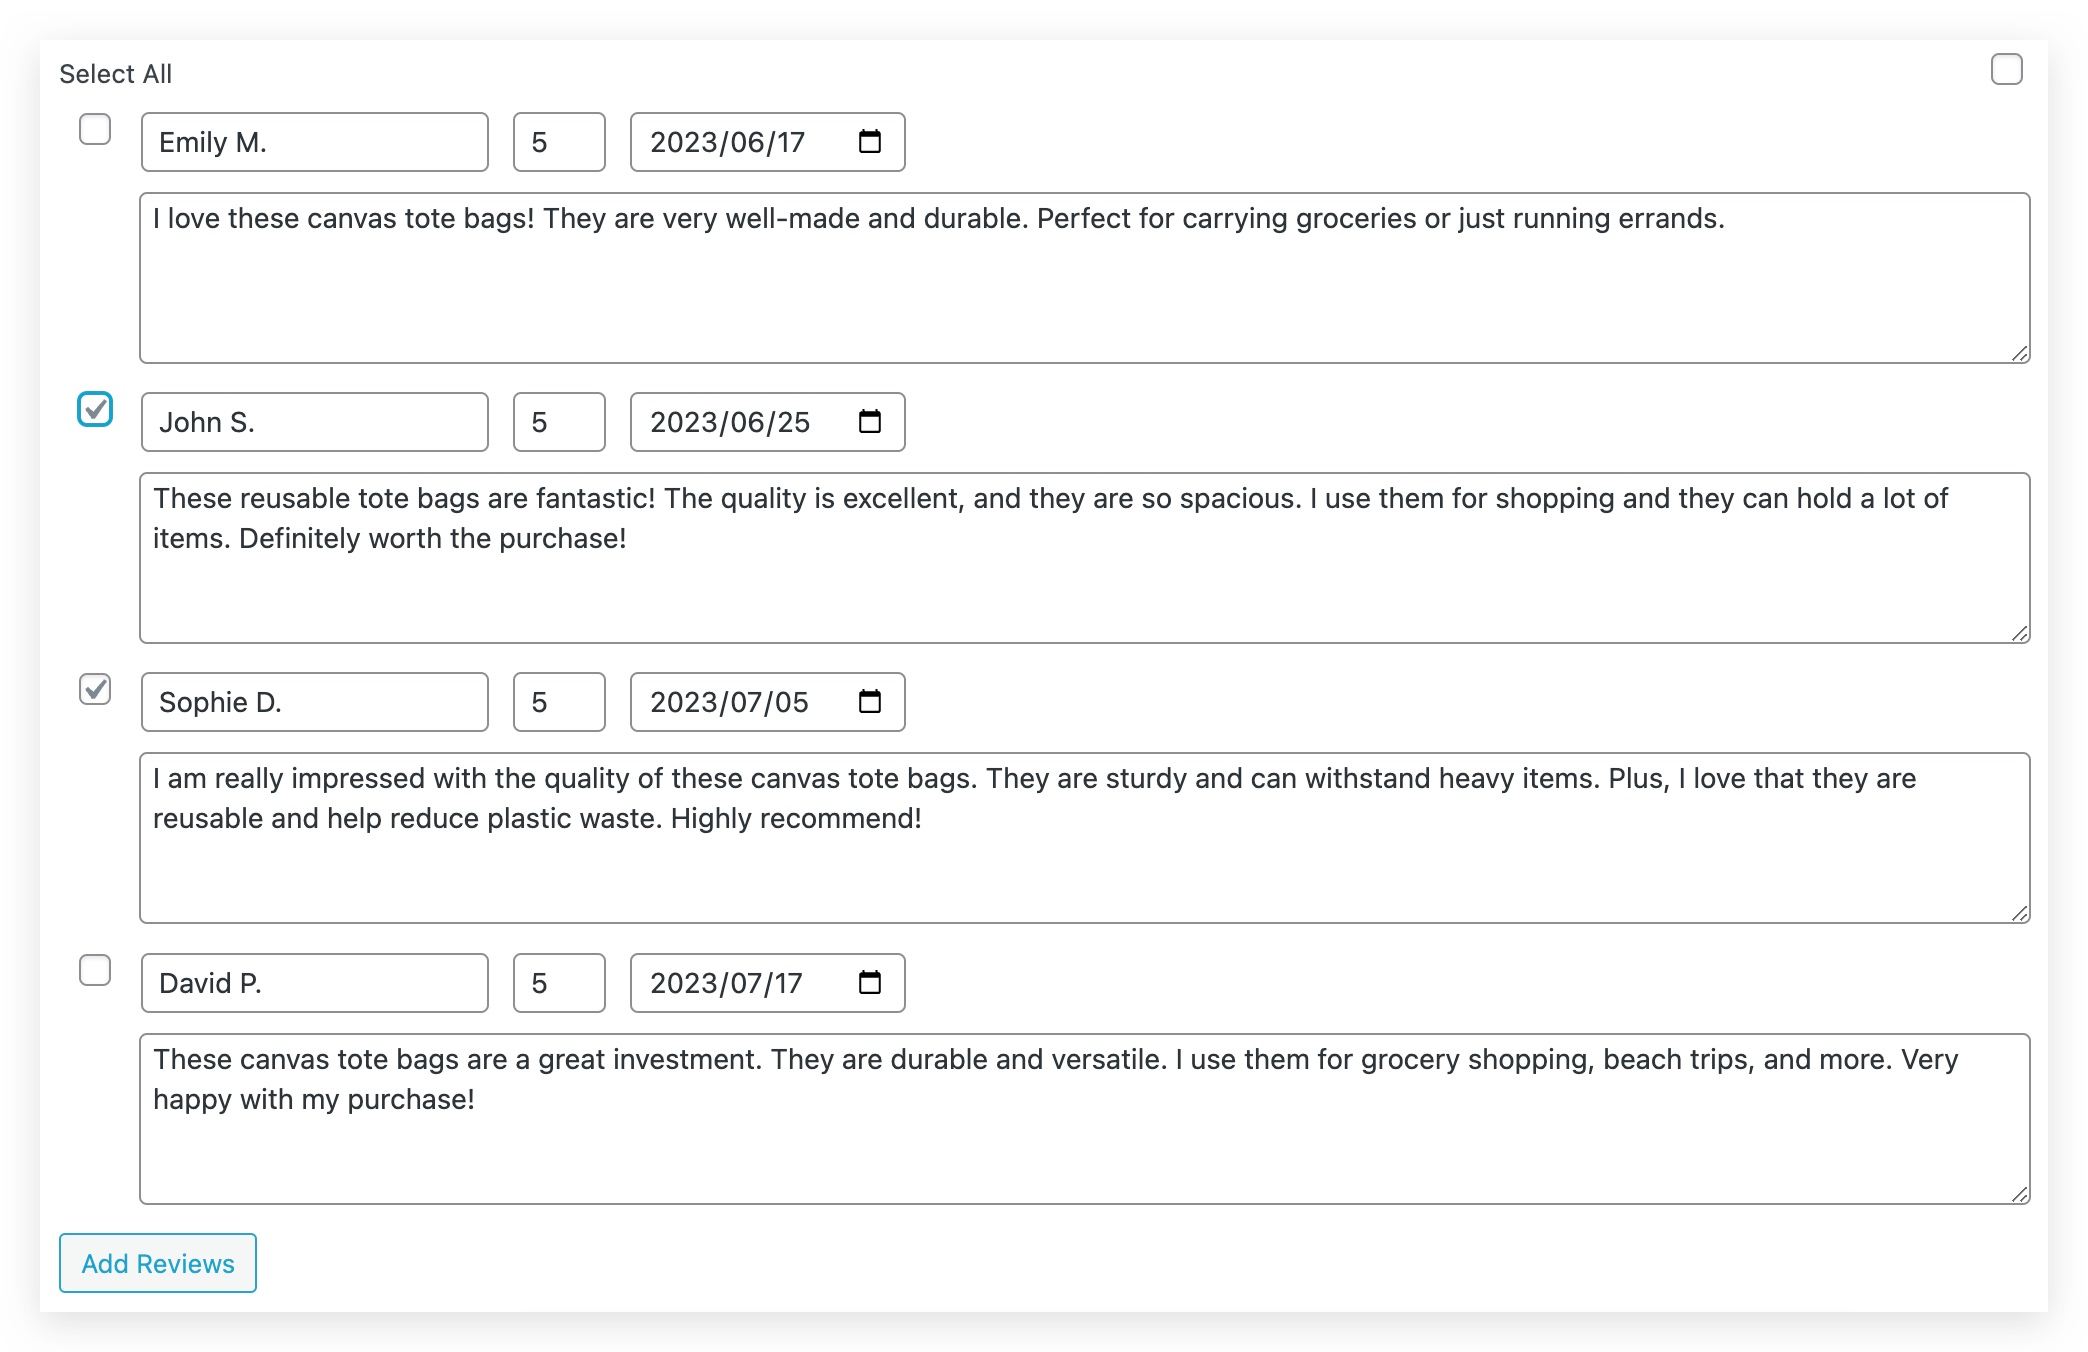 Select All
Emily M. 5 2023/06/17
I love these canvas tote bags! They are very well-made and durable. Perfect for carrying groceries or just running errands.
John S. 5 2023/06/25
These reusable tote bags are fantastic! The quality is excellent, and they are so spacious. I use them for shopping and they can hold a lot of
items. Definitely worth the purchase!
Sophie D. 5 2023/07/05
I am really impressed with the quality of these canvas tote bags. They are sturdy and can withstand heavy items. Plus, I love that they are
reusable and help reduce plastic waste. Highly recommend!
David P. 5 2023/07/17
These canvas tote bags are a great investment. They are durable and versatile. I use them for grocery shopping, beach trips, and more. Very
happy with my purchase!
Add Reviews